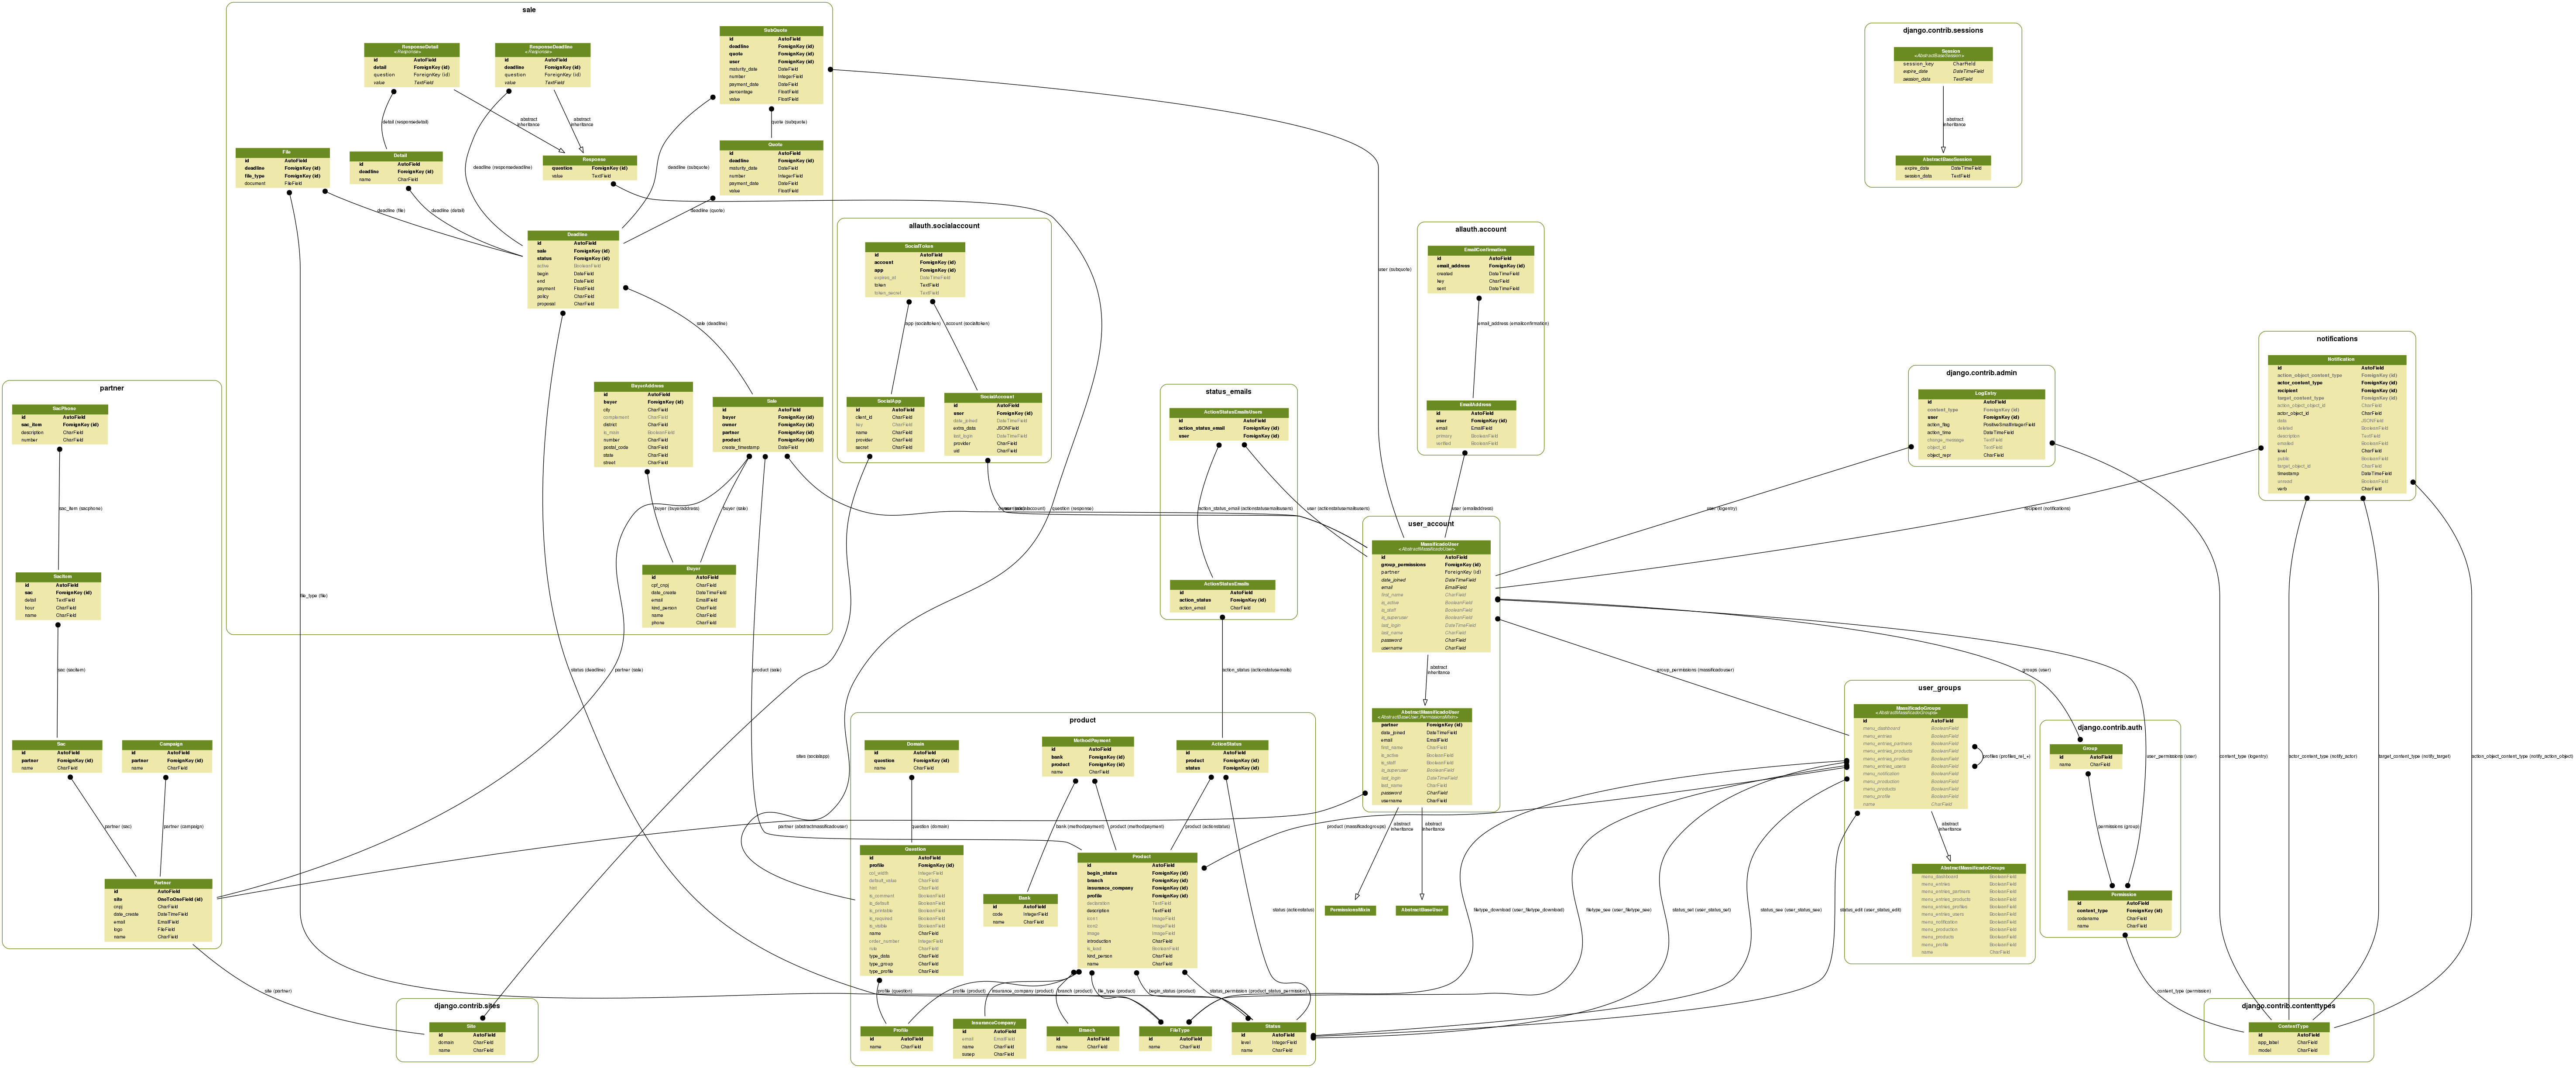 sale
ResponseDetail
<Response>
id AutoField
detail ForeignKey (id)
question ForeignKey (id)
value TextField
ResponseDeadline
<Response>
id AutoField
deadline ForeignKey (id)
question ForeignKey (id)
value TextField
SubQuote
id AutoField
deadline ForeignKey (id)
quote ForeignKey (id)
user ForeignKey (id)
maturity_date DateField
number IntegerField
payment_date DateField
percentage FloatField
value FloatField
detail (responsedetail)
abstract
inheritance
abstract
inheritance
quote (subquote)
File
id AutoField
deadline ForeignKey (id)
file_type ForeignKey (id)
document FileField
Detail
id AutoField
deadline ForeignKey (id)
name CharField
Response
question ForeignKey (id)
value TextField
Quote
id AutoField
deadline ForeignKey (id)
maturity_date DateField
number IntegerField
payment_date DateField
value FloatField
deadline (responsedeadline)
deadline (subquote)
deadline (file)
deadline (detail)
deadline (quote)
Deadline
id AutoField
sale ForeignKey (id)
status ForeignKey (id)
active BooleanField
begin DateField
end DateField
payment FloatField
policy CharField
proposal CharField
sale (deadline)
BuyerAddress
id AutoField
buyer ForeignKey (id)
city CharField
complement CharField
district CharField
is_main BooleanField
number CharField
postal_code CharField
state CharField
street CharField
Sale
id AutoField
buyer ForeignKey (id)
owner ForeignKey (id)
partner ForeignKey (id)
product ForeignKey (id)
create_timestamp DateField
buyer (buyeraddress)
buyer (sale)
Buyer
id AutoField
cpf_cnpj CharField
date_create DateTimeField
email EmailField
kind_person CharField
name CharField
phone CharField
file_type (file)
status (deadline)
partner (sale)
product (sale)
question (response)
user (subquote)
partner
SacPhone
id AutoField
sac_item ForeignKey (id)
description CharField
number CharField
sac_item (sacphone)
SacItem
id AutoField
sac ForeignKey (id)
detail TextField
hour CharField
name CharField
sac (sacitem)
Sac
id AutoField
partner ForeignKey (id)
name CharField
Campaign
id AutoField
partner ForeignKey (id)
name CharField
partner (sac)
partner (campaign)
Partner
id AutoField
site OneToOneField (id)
cnpj CharField
date_create DateTimeField
email EmailField
logo FileField
name CharField
site (partner)
django.contrib.sites
Site
id AutoField
domain CharField
name CharField
allauth.socialaccount
SocialToken
id AutoField
account ForeignKey (id)
app ForeignKey (id)
expires_at DateTimeField
token TextField
token_secret TextField
app (socialtoken)
account (socialtoken)
SocialApp
id AutoField
client_id CharField
key CharField
name CharField
provider CharField
secret CharField
SocialAccount
id AutoField
user ForeignKey (id)
date_joined DateTimeField
extra_data JSONField
last_login DateTimeField
provider CharField
uid CharField
sites (socialapp)
status_emails
ActionStatusEmailsUsers
id AutoField
action_status_email ForeignKey (id)
user ForeignKey (id)
action_status_email (actionstatusemailsusers)
user (actionstatusemailsusers)
ActionStatusEmails
id AutoField
action_status ForeignKey (id)
action_email CharField
action_status (actionstatusemails)
allauth.account
EmailConfirmation
id AutoField
email_address ForeignKey (id)
created DateTimeField
key CharField
sent DateTimeField
email_address (emailconfirmation)
EmailAddress
id AutoField
user ForeignKey (id)
email EmailField
primary BooleanField
verified BooleanField
user (emailaddress)
user_account
MassificadoUser
<AbstractMassificadoUser>
id AutoField
group_permissions ForeignKey (id)
partner ForeignKey (id)
date_joined DateTimeField
email EmailField
first_name CharField
is_active BooleanField
is_staff BooleanField
is_superuser BooleanField
last_login DateTimeField
last_name CharField
password CharField
username CharField
abstract
inheritance
AbstractMassificadoUser
<AbstractBaseUser,PermissionsMixin>
partner ForeignKey (id)
date_joined DateTimeField
email EmailField
first_name CharField
is_active BooleanField
is_staff BooleanField
is_superuser BooleanField
last_login DateTimeField
last_name CharField
password CharField
username CharField
abstract
inheritance
abstract
inheritance
PermissionsMixin
AbstractBaseUser
partner (abstractmassificadouser)
product
Domain
id AutoField
question ForeignKey (id)
name CharField
MethodPayment
id AutoField
bank ForeignKey (id)
product ForeignKey (id)
name CharField
ActionStatus
id AutoField
product ForeignKey (id)
status ForeignKey (id)
question (domain)
bank (methodpayment)
product (methodpayment)
product (actionstatus)
product (massificadogroups)
Question
id AutoField
profile ForeignKey (id)
col_width IntegerField
default_value CharField
hint CharField
is_comment BooleanField
is_default BooleanField
is_printable BooleanField
is_required BooleanField
is_visible BooleanField
name CharField
order_number IntegerField
rule CharField
type_data CharField
type_group CharField
type_profile CharField
Bank
id AutoField
code IntegerField
name CharField
Product
id AutoField
begin_status ForeignKey (id)
branch ForeignKey (id)
insurance_company ForeignKey (id)
profile ForeignKey (id)
declaration TextField
description TextField
image ImageField
introduction CharField
is_lead BooleanField
kind_person CharField
name CharField
status (actionstatus)
profile (question)
profile (product)
insurance_company (product)
branch (product)
file_type (product)
begin_status (product)
status_permission (product_status_permission)
Profile
id AutoField
name CharField
InsuranceCompany
id AutoField
email EmailField
name CharField
susep CharField
Branch
id AutoField
name CharField
FileType
id AutoField
name CharField
Status
id AutoField
level IntegerField
name CharField
django.contrib.sessions
Session
<AbstractBaseSession>
session_key CharField
expire_date DateTimeField
session_data TextField
abstract
inheritance
AbstractBaseSession
expire_date DateTimeField
session_data TextField
django.contrib.admin
LogEntry
id AutoField
content_type ForeignKey (id)
user ForeignKey (id)
action_flag PositiveSmallIntegerField
action_time DateTimeField
change_message TextField
object_id TextField
object_repr CharField
user (logentry)
notifications
Notification
id AutoField
action_object_content_type ForeignKey (id)
actor_content_type ForeignKey (id)
recipient ForeignKey (id)
target_content_type ForeignKey (id)
action_object_object_id CharField
actor_object_id CharField
data JSONField
deleted BooleanField
description TextField
emailed BooleanField
level CharField
public BooleanField
target_object_id CharField
timestamp DateTimeField
unread BooleanField
verb CharField
recipient (notifications)
group_permissions (massificadouser)
groups (user)
user_permissions (user)
content_type (logentry)
actor_content_type (notify_actor)
target_content_type (notify_target)
action_object_content_type (notify_action_object)
user_groups
MassificadoGroups
<AbstractMassificadoGroups>
id AutoField
menu_dashboard BooleanField
menu_entries BooleanField
menu_entries_partners BooleanField
menu_entries_products BooleanField
menu_entries_profiles BooleanField
menu_entries_users BooleanField
menu_notification BooleanField
menu_production BooleanField
menu_products BooleanField
menu_profile BooleanField
name CharField
profiles (profiles_rel_+)
abstract
inheritance
AbstractMassificadoGroups
menu_dashboard BooleanField
menu_entries BooleanField
menu_entries_partners BooleanField
menu_entries_products BooleanField
menu_entries_profiles BooleanField
menu_entries_users BooleanField
menu_notification BooleanField
menu_production BooleanField
menu_products BooleanField
menu_profile BooleanField
name CharField
filetype_download (user_filetype_download)
filetype_see (user_filetype_see)
status_set (user_status_set)
status_see (user_status_see)
status_edit (user_status_edit)
django.contrib.auth
Group
id AutoField
name CharField
permissions (group)
Permission
id AutoField
content_type ForeignKey (id)
codename CharField
name CharField
content_type (permission)
django.contrib.contenttypes
ContentType
id AutoField
app_label CharField
model CharField